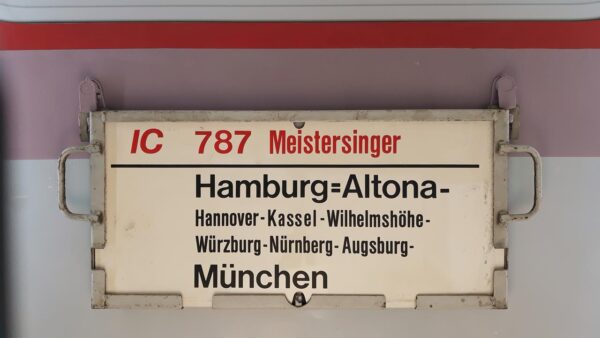 IC 787 Meistersinger
Hamburg=Altona-
Hannover-Kassel-Wilhelmshöhe-
Würzburg-Nürnberg-Augsburg-
München